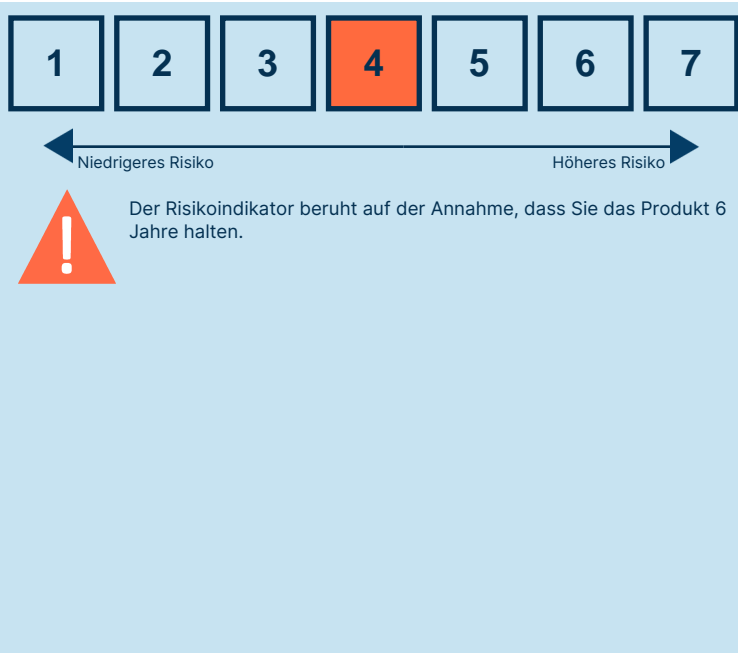 1 2 3 4 5 6 7
Niedrigeres Risiko Höheres Risiko
!
Der Risikoindikator beruht auf der Annahme, dass Sie das Produkt 6
Jahre halten.